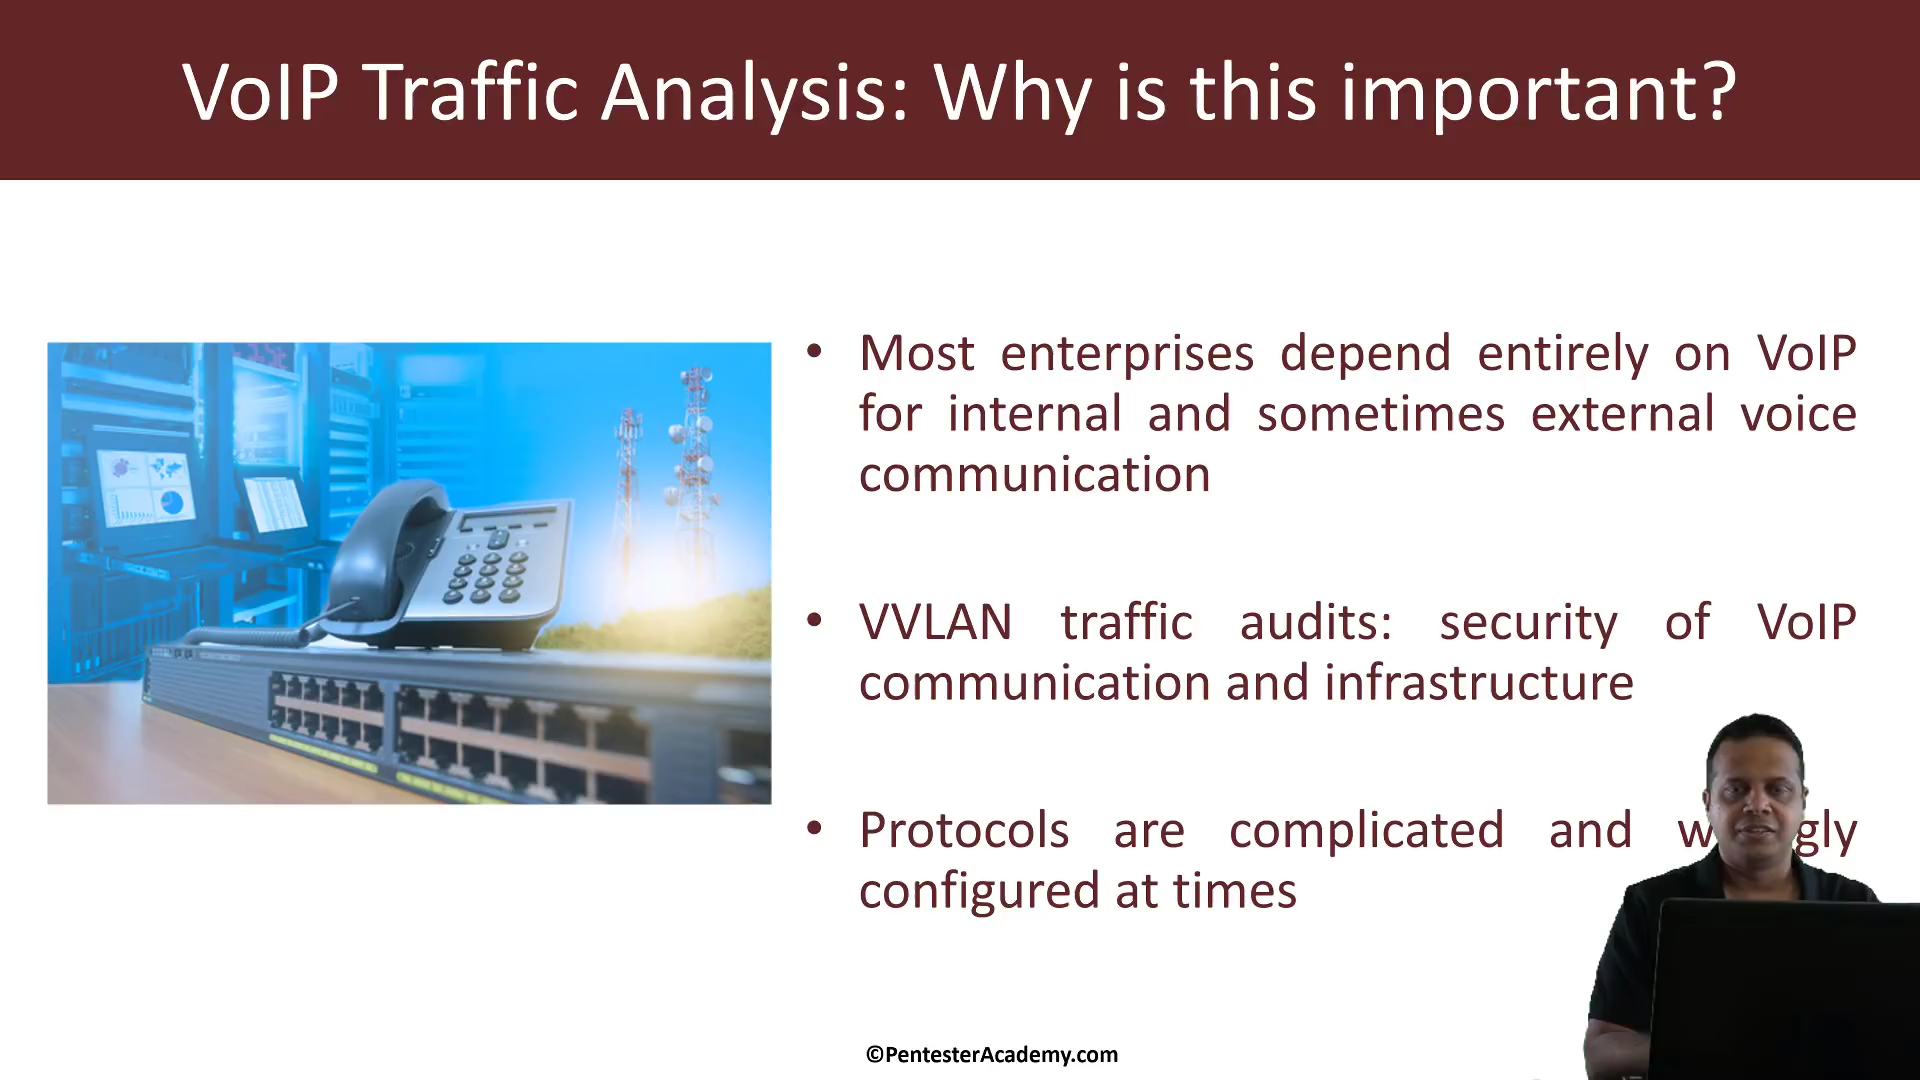 VoIP Traffic Analysis: Why is this important?
• Most enterprises depend entirely on VoIP
for internal and sometimes external voice
communication
• VVLAN traffic audits: security of VoIP
communication and infrastructure
• Protocols are complicated and
configured at times
©PentesterAcademy.com